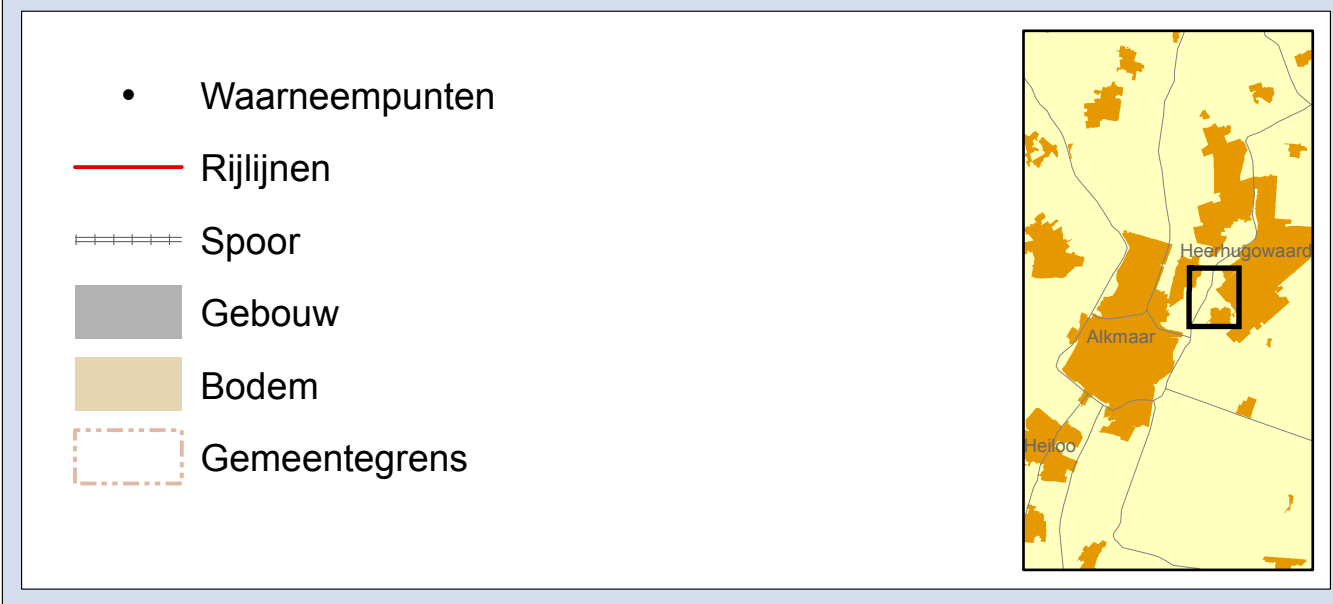 Waarneempunten
Rijlijnen
Spoor
Gebouw
Bodem
Gemeentegrens
Heerhugowaard
Alkmaar
Heiloo